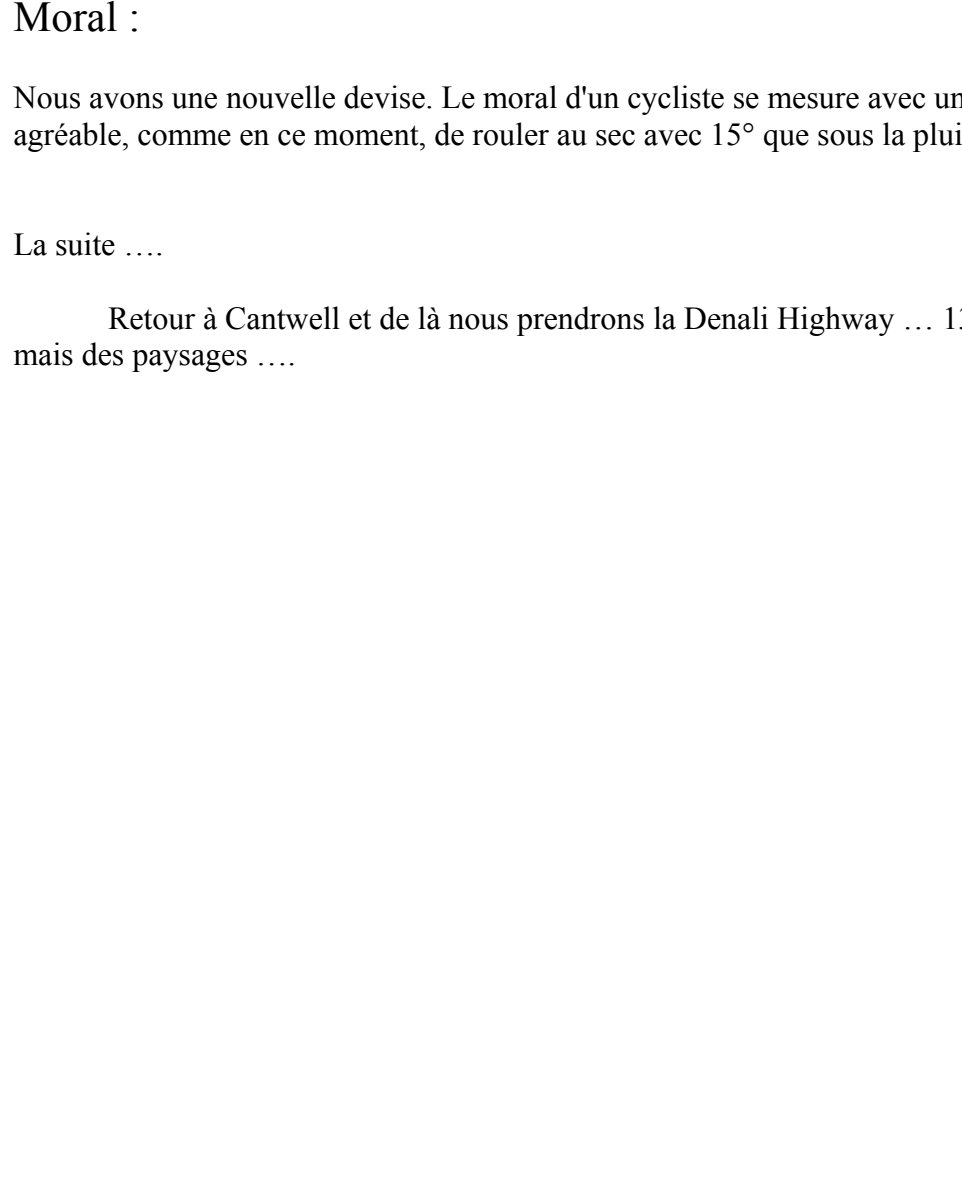 Moral :
Nous avons une nouvelle devise. Le moral d'un cycliste se mesure avec un
agréable, comme en ce moment, de rouler au sec avec 15° que sous la
La suite ….
Retour à Cantwell et de là nous prendrons la Denali Highway …
mais des paysages ….